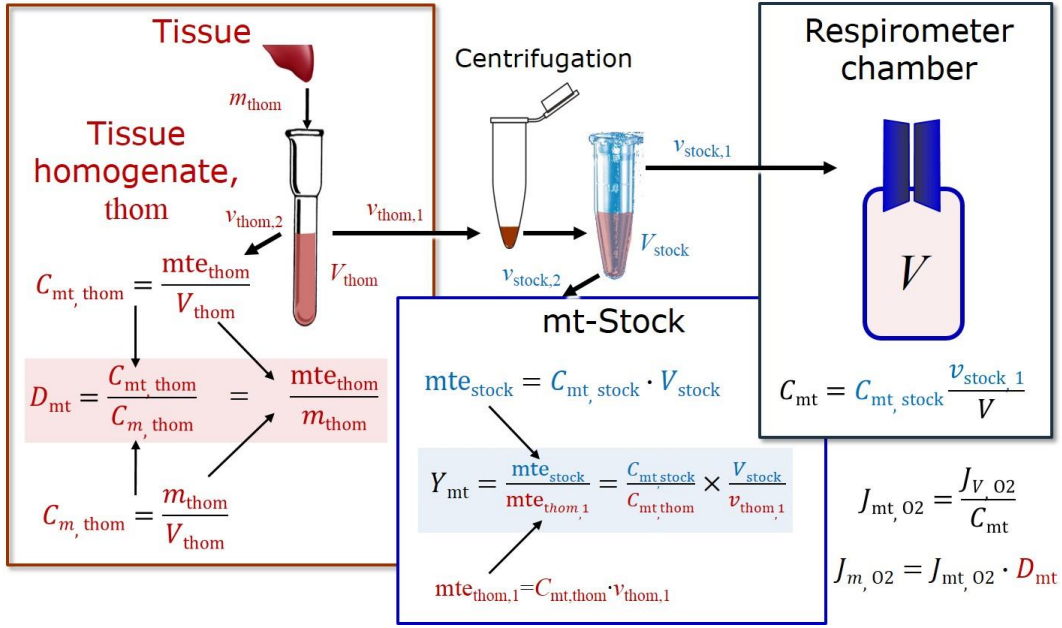 Tissue
m_thom
Tissue
homogenate,
thom
v_thom,2
v_thom,1
V_thom
C_mt, thom = mte_thom / V_thom
D_mt = C_mt, thom / C_m, thom = mte_thom / m_thom
C_m, thom = m_thom / V_thom
Centrifugation
v_stock,1
V_stock
v_stock,2
mt-Stock
mte_stock = C_mt, stock · V_stock
Y_mt = mte_stock / mte_thom,1 = C_mt stock / C_mt,thom × V_stock / v_thom,1
mte_thom,1=C_mt,thom·v_thom,1
Respirometer
chamber
V
C_mt = C_mt, stock v_stock, 1 / V
J_mt, O2 = J_V, O2 / C_mt
J_m, O2 = J_mt, O2 · D_mt